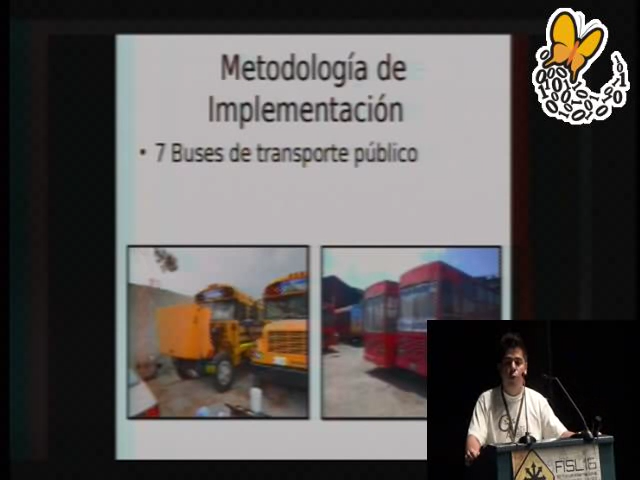 Metodología de
Implementación
• 7 Buses de transporte público
FISL16